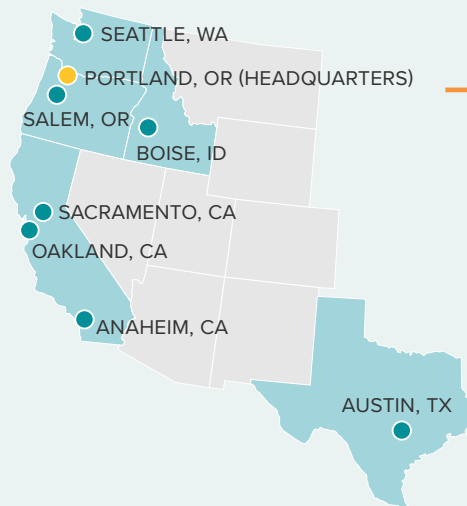 SEATTLE, WA
PORTLAND, OR (HEADQUARTERS)
SALEM, OR
BOISE, ID
SACRAMENTO, CA
OAKLAND, CA
ANAHEIM, CA
AUSTIN, TX